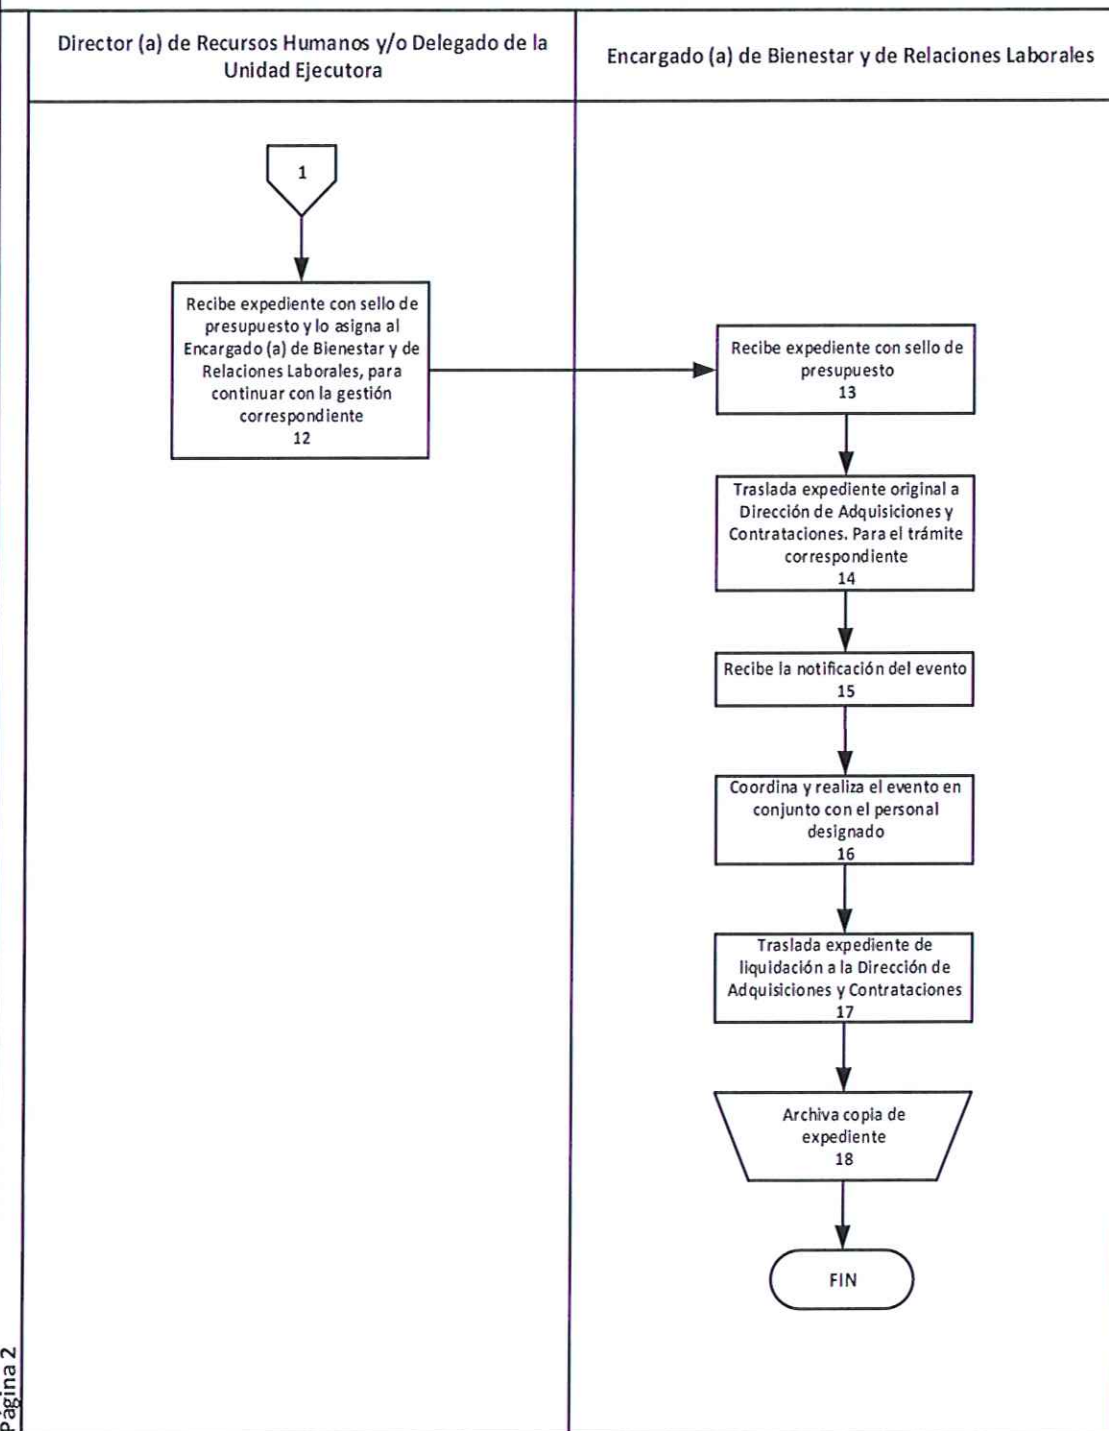 Director (a) de Recursos Humanos y/o Delegado de la
Unidad Ejecutora
Encargado (a) de Bienestar y de Relaciones Laborales
1
Recibe expediente con sello de
presupuesto y lo asigna al
Encargado (a) de Bienestar y de
Relaciones Laborales, para
continuar con la gestión
correspondiente
12
Recibe expediente con sello de
presupuesto
13
Traslada expediente original a
Dirección de Adquisiciones y
Contrataciones. Para el trámite
correspondiente
14
Recibe la notificación del evento
15
Coordina y realiza el evento en
conjunto con el personal
designado
16
Traslada expediente de
liquidación a la Dirección de
Adquisiciones y Contrataciones
17
Archiva copia de
expediente
18
FIN
Página 2